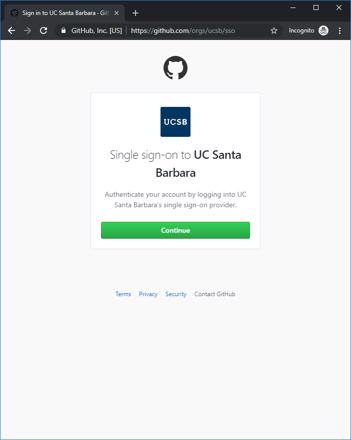 Sign in to UC Santa Barbara · Git
GitHub, Inc. [US] | https://github.com/orgs/ucsb/sso Incognito
UCSB
Single sign-on to UC Santa
Barbara
Authenticate your account by logging into UC
Santa Barbara's single sign-on provider.
Continue
Terms Privacy Security Contact GitHub